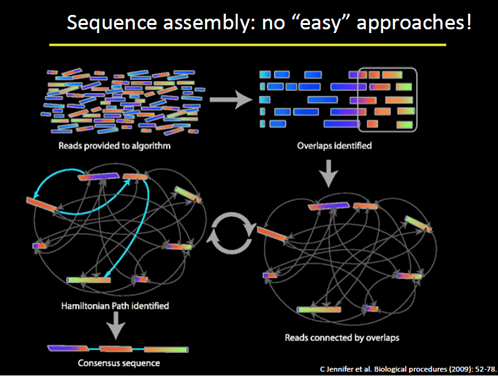 Sequence assembly: no “easy” approaches!
Reads provided to algorithm
Overlaps identified
Hamiltonian Path identified
Reads connected by overlaps
Consensus sequence
C Jennifer et al. Biological procedures (2009): 52-78.